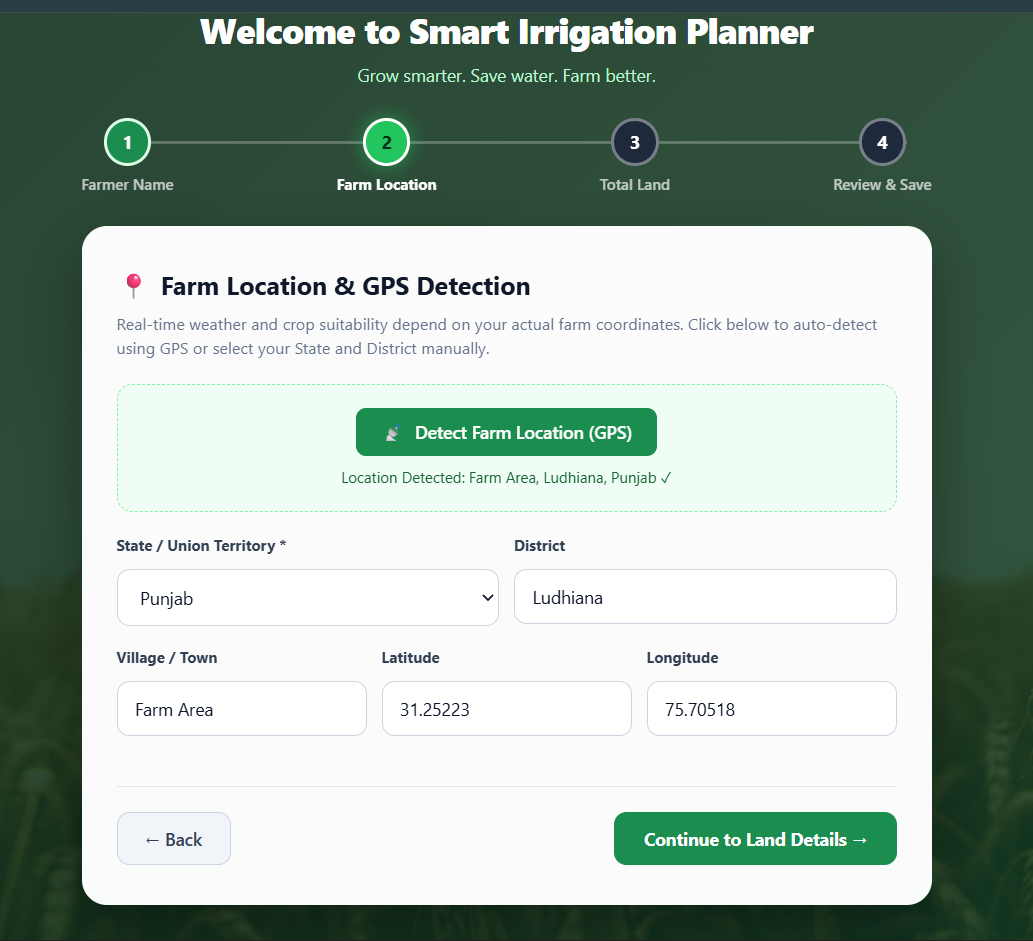 Welcome to Smart Irrigation Planner
Grow smarter. Save water. Farm better.
1
2
3
4
Farmer Name
Farm Location
Total Land
Review & Save
📍 Farm Location & GPS Detection
Real-time weather and crop suitability depend on your actual farm coordinates. Click below to auto-detect
using GPS or select your State and District manually.
📡 Detect Farm Location (GPS)
Location Detected: Farm Area, Ludhiana, Punjab ✓
State / Union Territory *
District
Punjab
Ludhiana
Village / Town
Latitude
Longitude
Farm Area
31.25223
75.70518
← Back
Continue to Land Details →